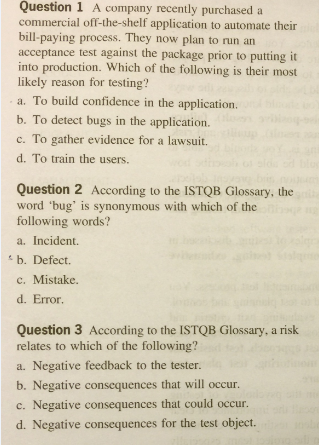 Question 1 A company recently purchased a
commercial off-the-shelf application to automate their
bill-paying process. They now plan to run an
acceptance test against the package prior to putting it
into production. Which of the following is their most
likely reason for testing?
a. To build confidence in the application.
b. To detect bugs in the application.
c. To gather evidence for a lawsuit.
d. To train the users.
Question 2 According to the ISTQB Glossary, the
word 'bug' is synonymous with which of the
following words?
a. Incident.
b. Defect.
c. Mistake.
d. Error.
Question 3 According to the ISTQB Glossary, a risk
relates to which of the following?
a. Negative feedback to the tester.
b. Negative consequences that will occur.
c. Negative consequences that could occur.
d. Negative consequences for the test object.